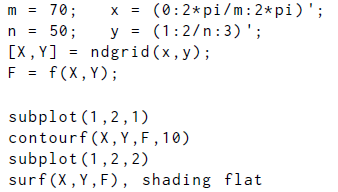 m = 70; x = (0:2*pi/m:2*pi)';
n = 50; y = (1:2/n:3)';
[X,Y] = ndgrid(x,y);
F = f(X,Y);
subplot(1,2,1)
contourf(X,Y,F,10)
subplot(1,2,2)
surf(X,Y,F), shading flat